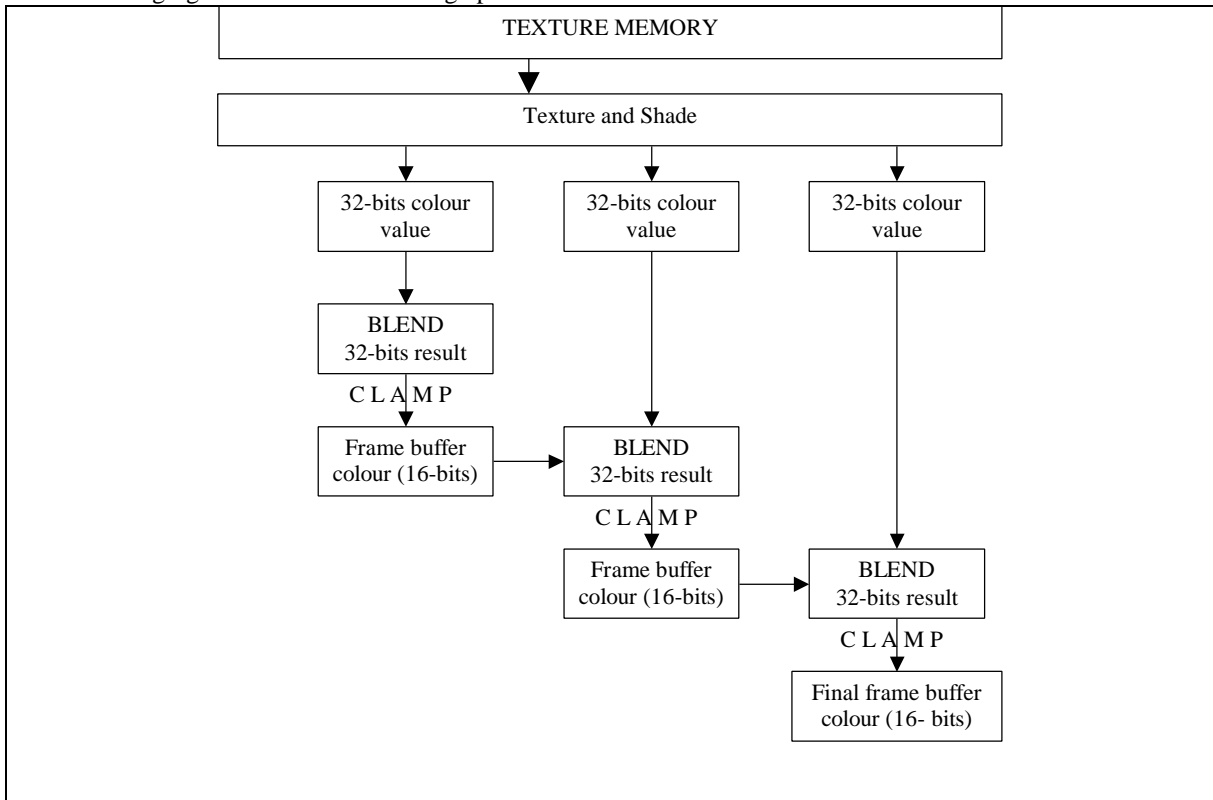 TEXTURE MEMORY
Texture and Shade
32-bits colour
value
32-bits colour
value
32-bits colour
value
BLEND
32-bits result
C L A M P
Frame buffer
colour (16-bits)
BLEND
32-bits result
C L A M P
Frame buffer
colour (16-bits)
BLEND
32-bits result
C L A M P
Final frame buffer
colour (16- bits)